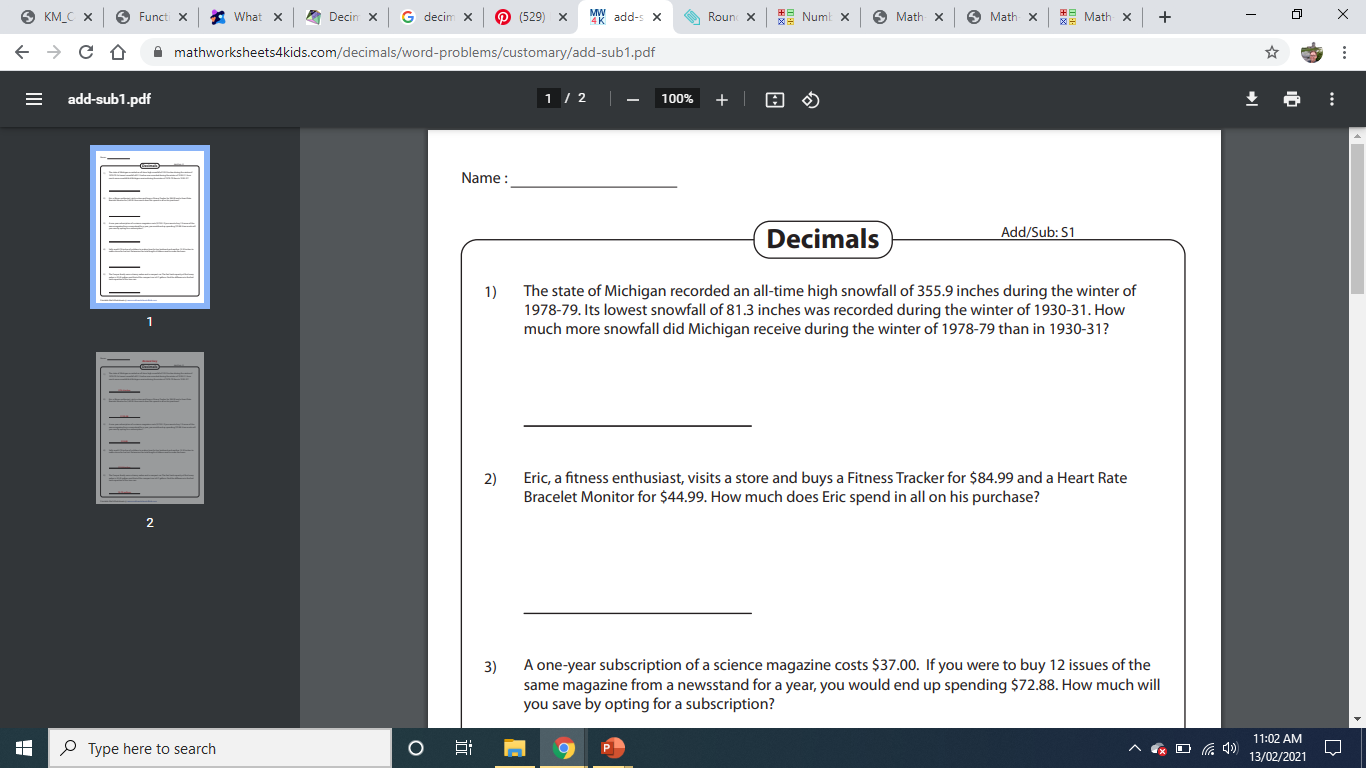 KM_C
Functi
What
Decim
decim
(529)
MW
4K
add-s
Roun
Numb
Math
Math
Math
mathworksheets4kids.com/decimals/word-problems/customary/add-sub1.pdf
add-sub1.pdf
1 / 2
100%
1
2
Name :
Decimals
Add/Sub: S1
1) The state of Michigan recorded an all-time high snowfall of 355.9 inches during the winter of
1978-79. Its lowest snowfall of 81.3 inches was recorded during the winter of 1930-31. How
much more snowfall did Michigan receive during the winter of 1978-79 than in 1930-31?
2) Eric, a fitness enthusiast, visits a store and buys a Fitness Tracker for $84.99 and a Heart Rate
Bracelet Monitor for $44.99. How much does Eric spend in all on his purchase?
3) A one-year subscription of a science magazine costs $37.00. If you were to buy 12 issues of the
same magazine from a newsstand for a year, you would end up spending $72.88. How much will
you save by opting for a subscription?
Type here to search
11:02 AM
13/02/2021